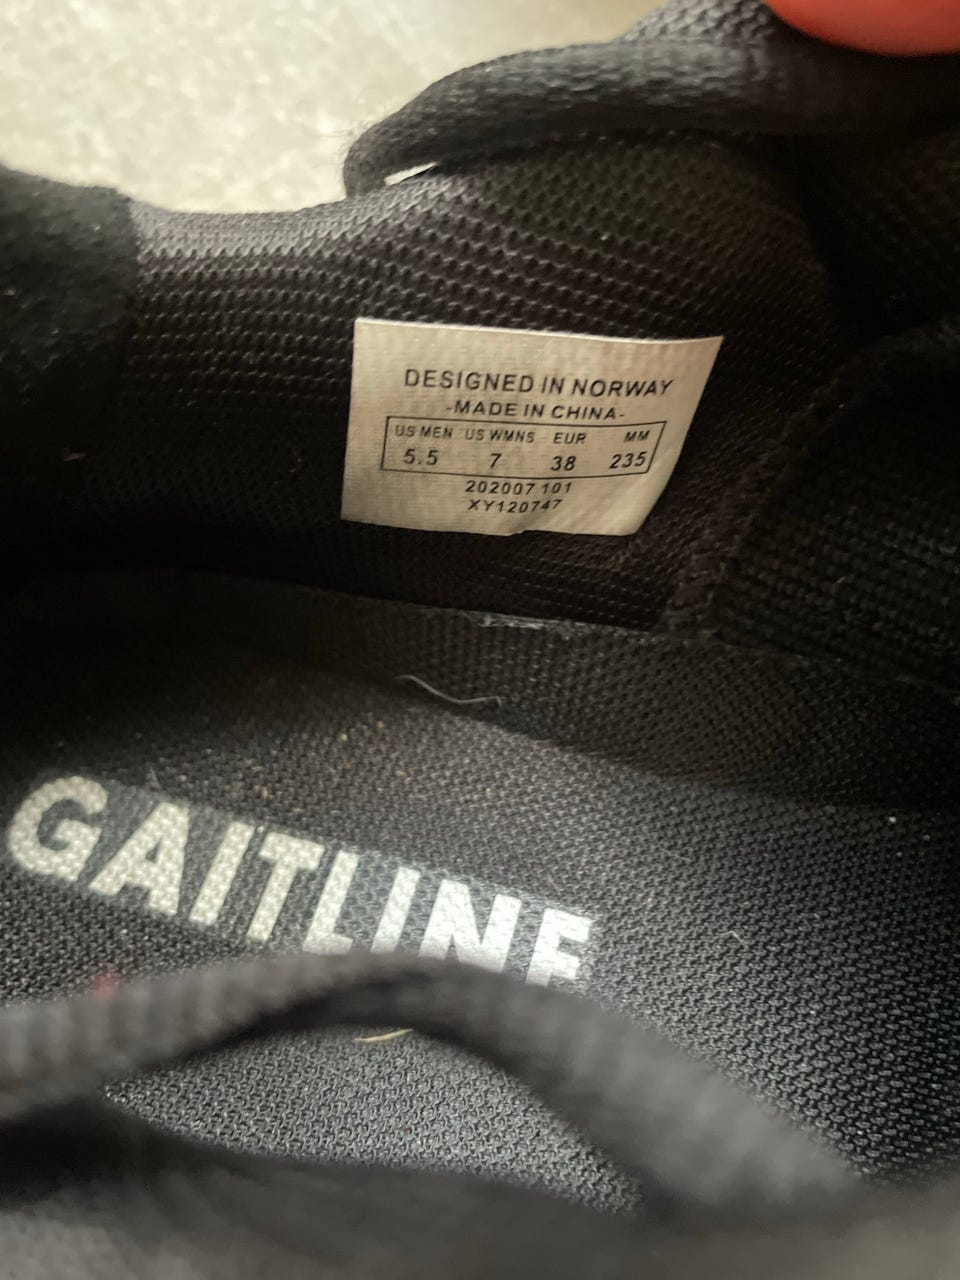 DESIGNED IN NORWAY
-MADE IN CHINA-
US MEN US WMNS EUR MM
5.5 7 38 235
202007 101
XY120747
GAITLINE